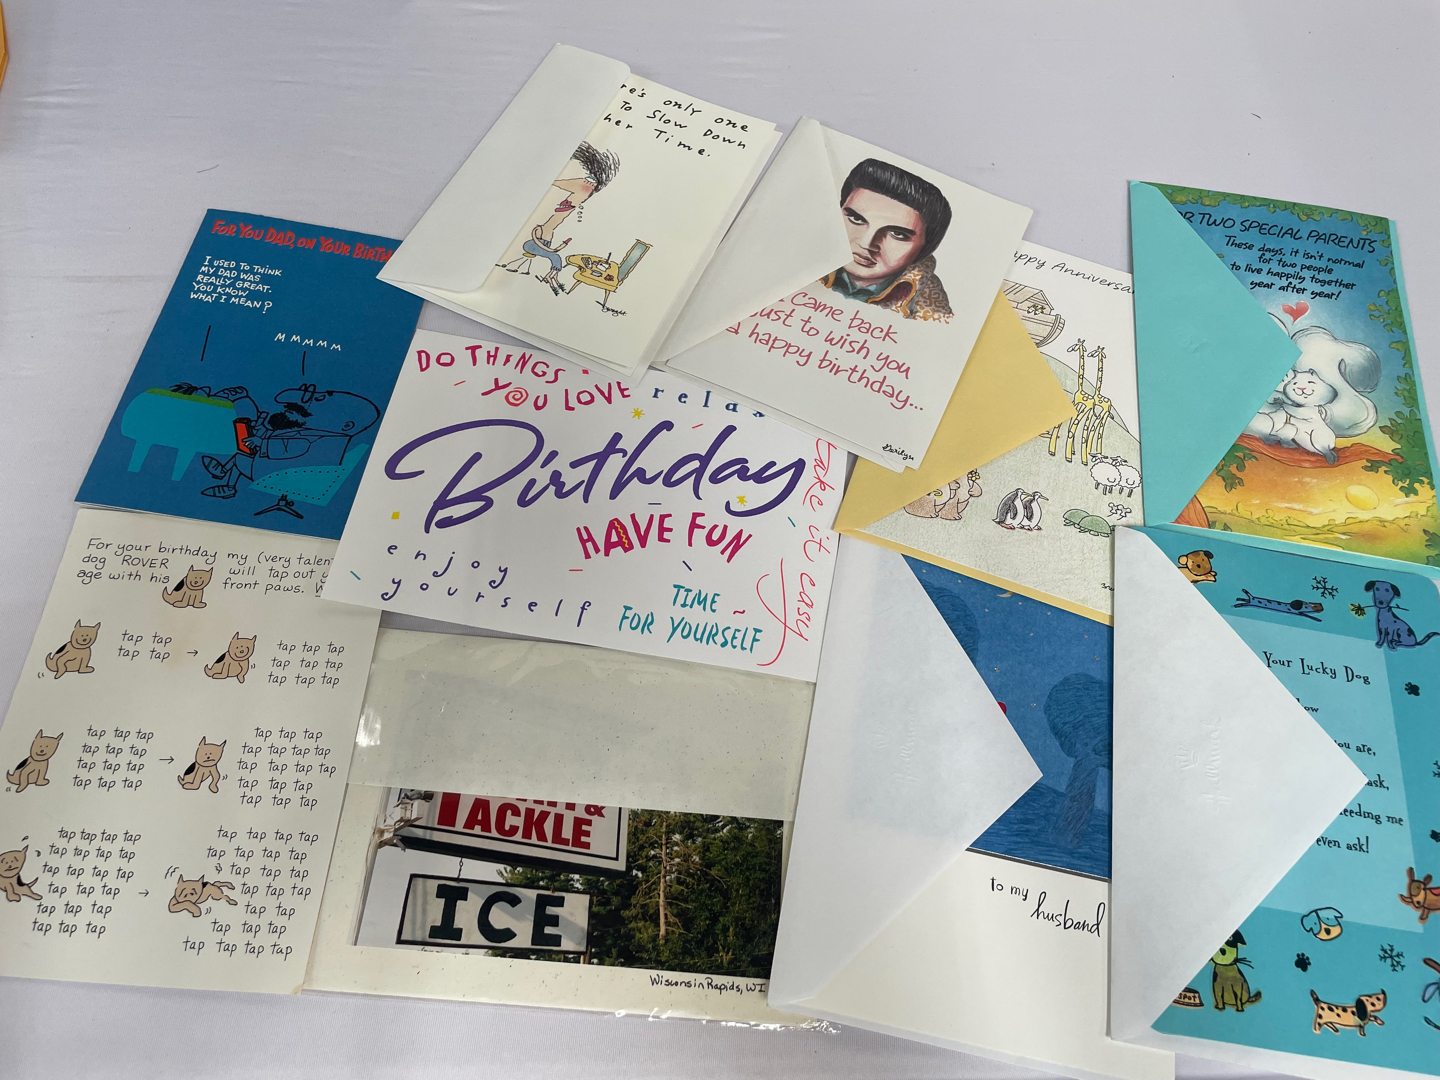 only one
To Slow Down
Time.
CAME back
just to wish you
a happy birthday...
Marilyn
Anniversa
TWO SPECIAL PARENTS
These days, it isn't normal
for two people
to live happily together
year after year!
FOR YOU DAD, ON YOUR BIRTH
I USED TO THINK
MY DAD WAS
REALLY GREAT.
YOU KNOW
WHAT I MEAN?
MMMMM
DO THINGS
YOU LOVE
relax
Birthday
take it easy
HAVE FUN
enjoy
yourself
TIME
FOR YOURSELF
For your birthday my (very talen
dog ROVER will tap out y
age with his front paws. W
tap tap
tap tap
tap tap tap
tap tap tap
tap tap tap
tap tap tap
tap tap tap
tap tap tap
tap tap tap
tap tap tap
tap tap tap tap
tap tap tap tap
tap tap tap
tap tap tap
tap tap tap tap
tap tap tap tap
tap tap tap tap
tap tap tap tap
tap tap tap
tap tap tap
tap tap tap tap
tap tap tap tap
tap tap tap
tap tap tap tap
tap tap
tap tap tap
tap tap tap tap
&
TACKLE
ICE
Wisconsin Rapids, WI
to my
husband
Your Lucky Dog
ou are,
ask,
eeding me
even ask!
SPOT
Hallmark